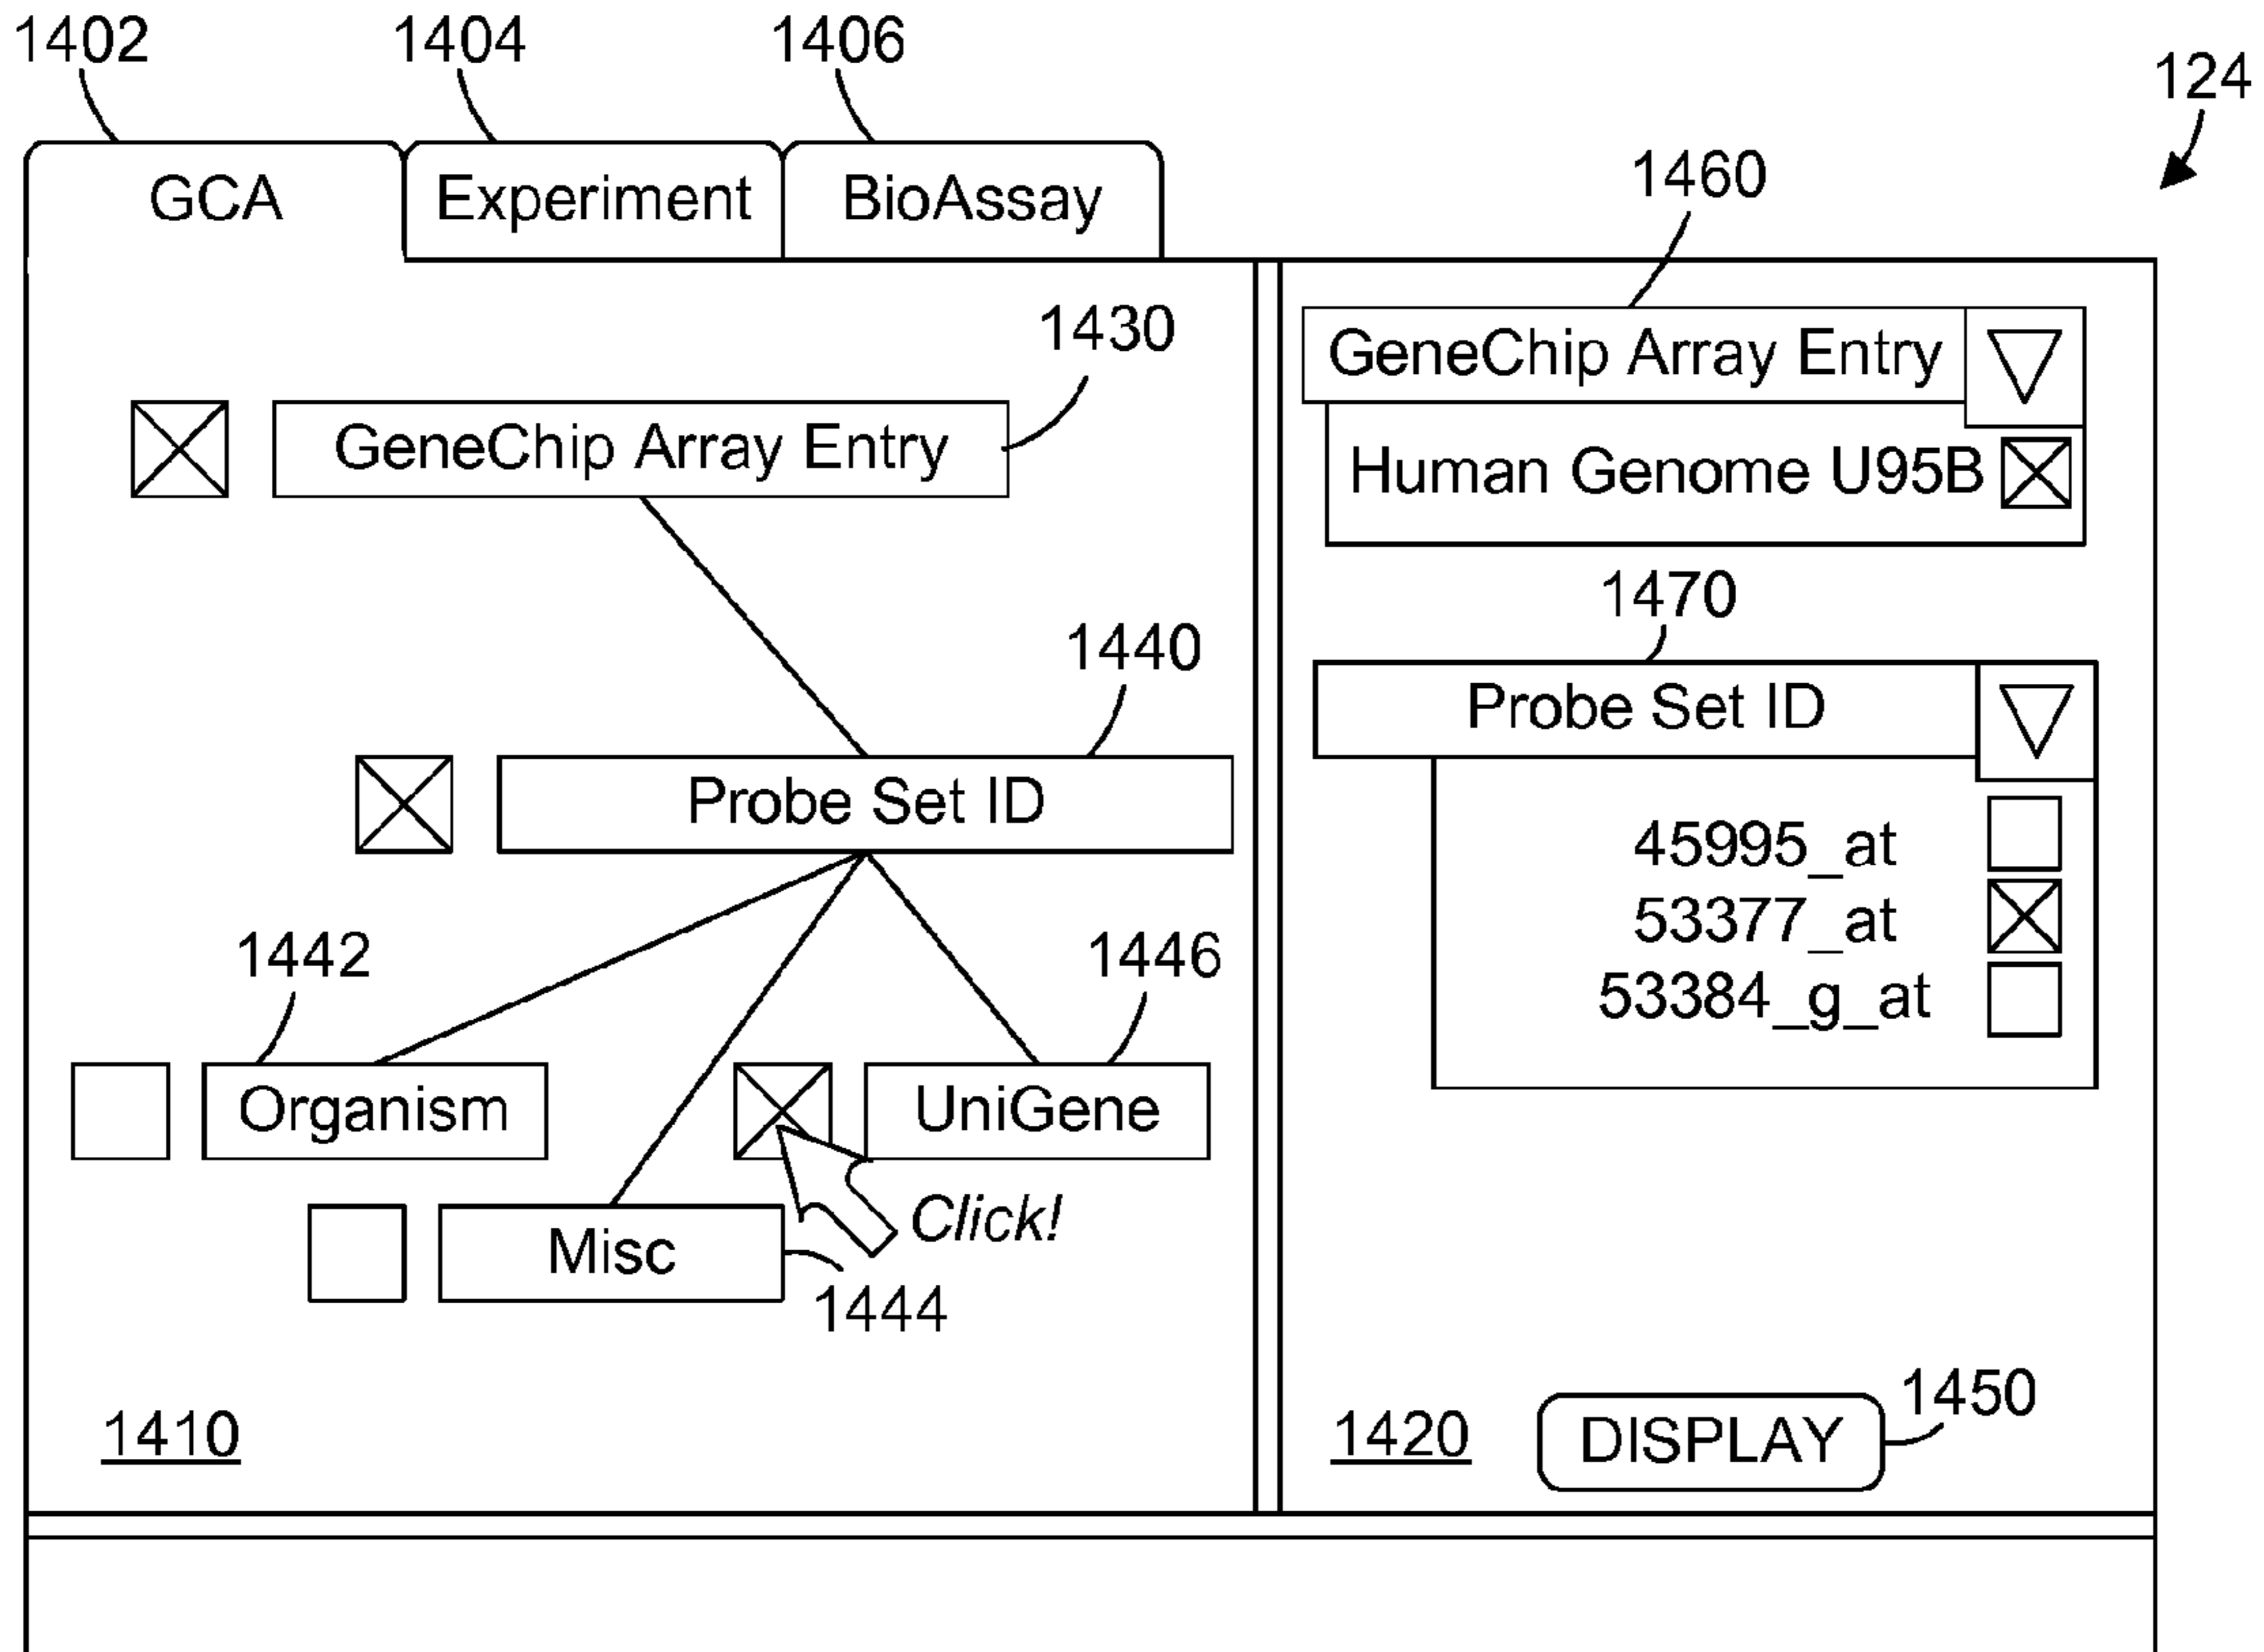 1402 1404 1406
124
GCA Experiment BioAssay
1460
1430
GeneChip Array Entry
GeneChip Array Entry
Human Genome U95B
1470
1440
Probe Set ID
Probe Set ID
45995_at
53377_at
53384_g_at
1442 1446
Organism UniGene
Click!
Misc
1444
1410 1420 DISPLAY 1450